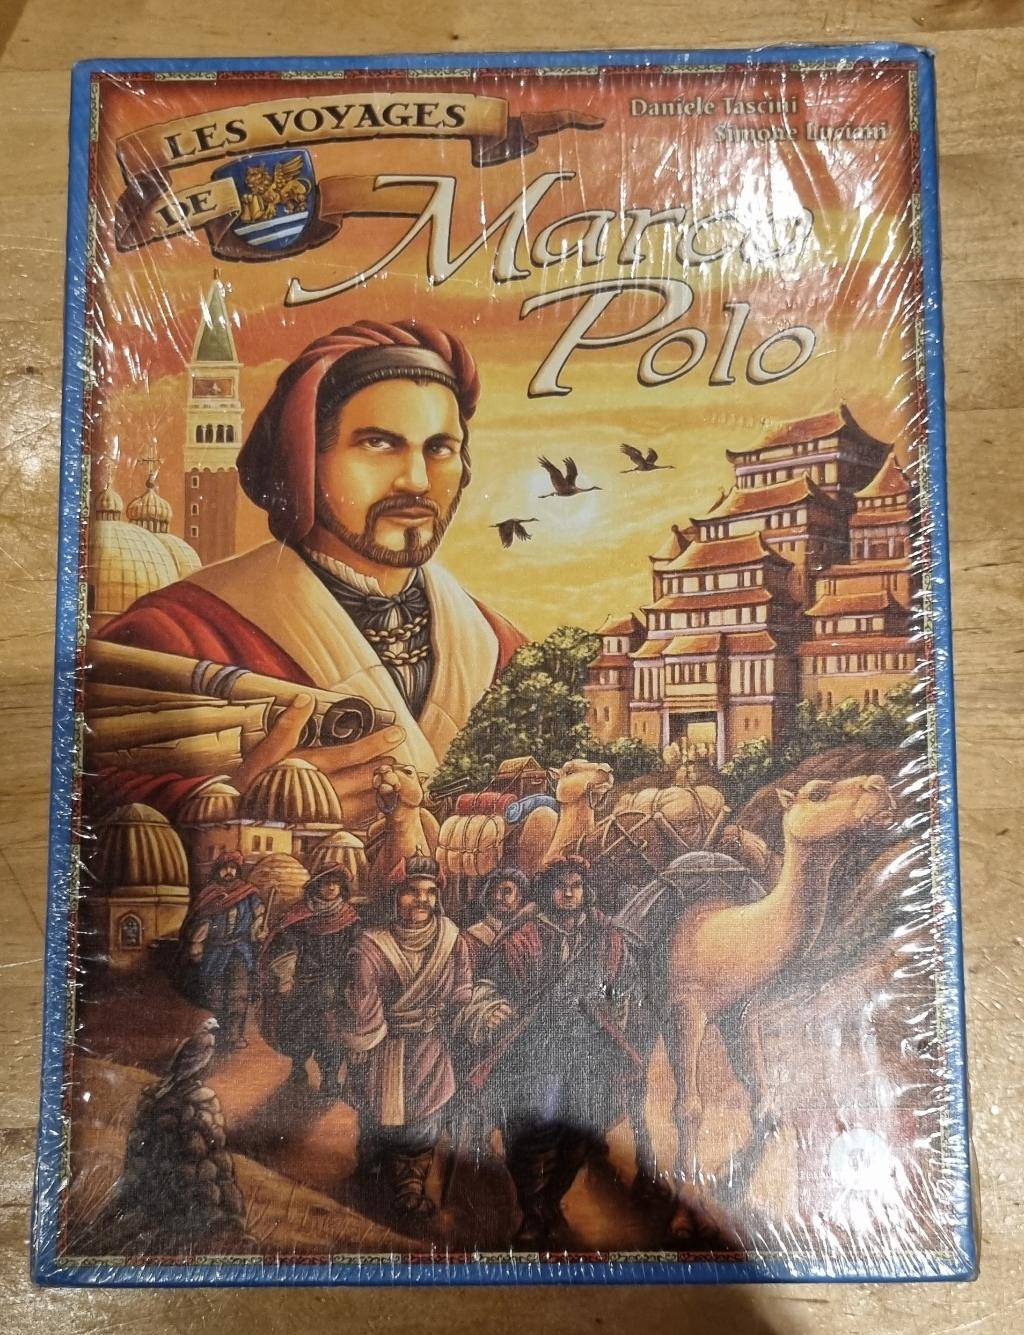 Daniele Tascini
Simone Luciani
LES VOYAGES
DE
Marco
Polo